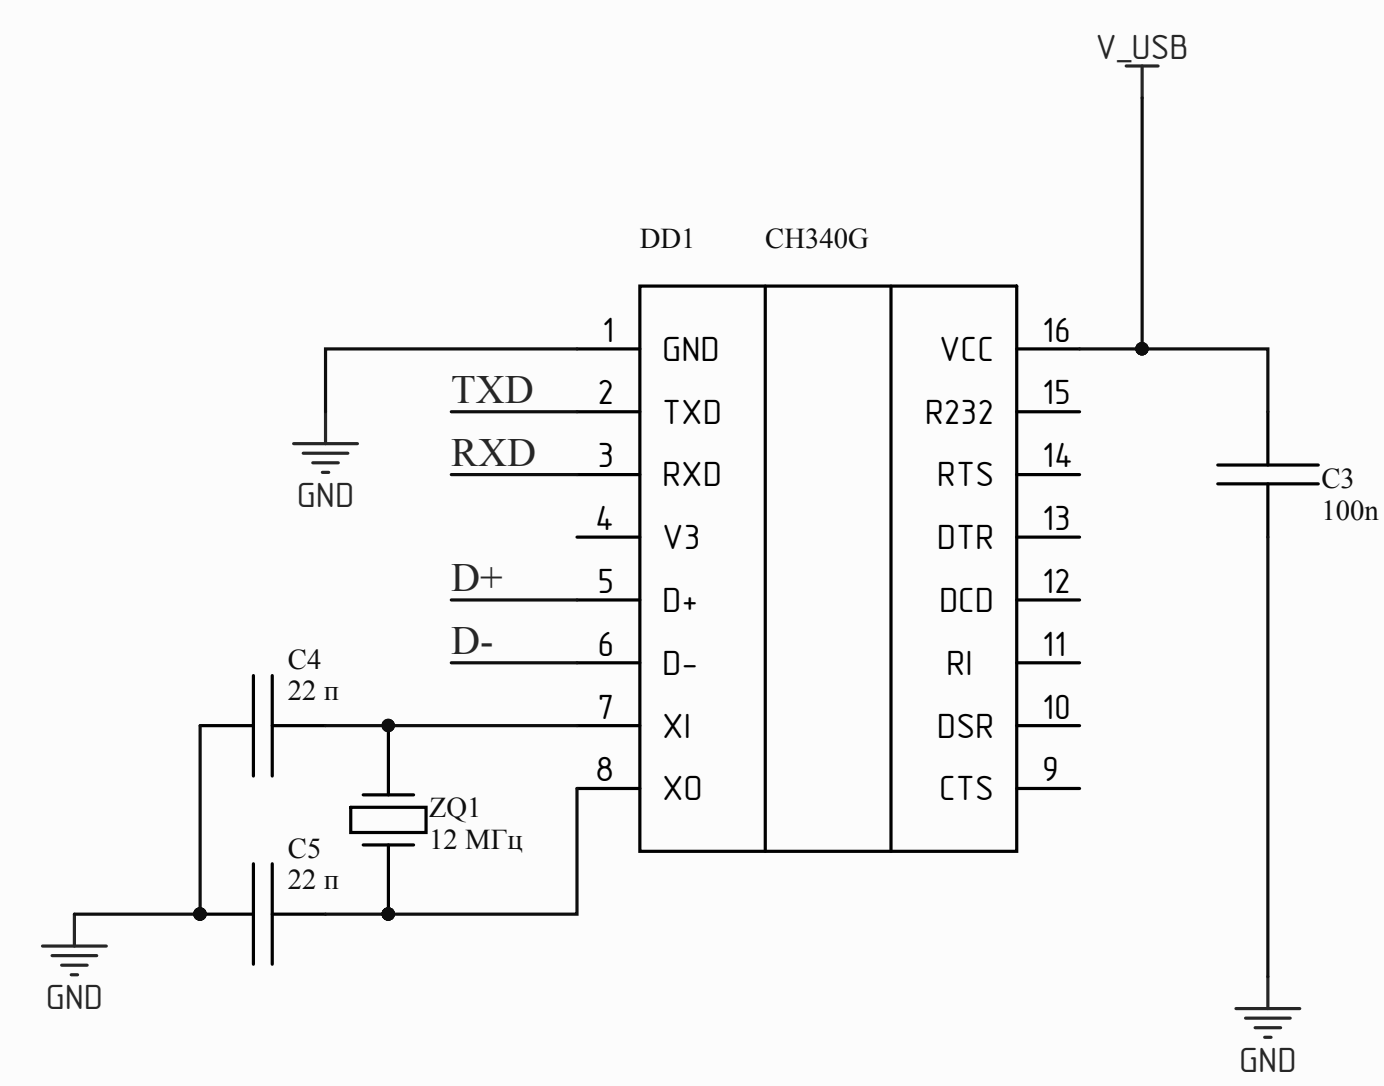 V_USB
DD1 CH340G
1 GND VCC 16
TXD 2 TXD R232 15
RXD 3 RXD RTS 14
4 V3 DTR 13
D+ 5 D+ DCD 12
D- 6 D- RI 11
7 XI DSR 10
8 XO CTS 9
GND
C3
100n
C4
22 п
ZQ1
12 МГц
C5
22 п
GND
GND